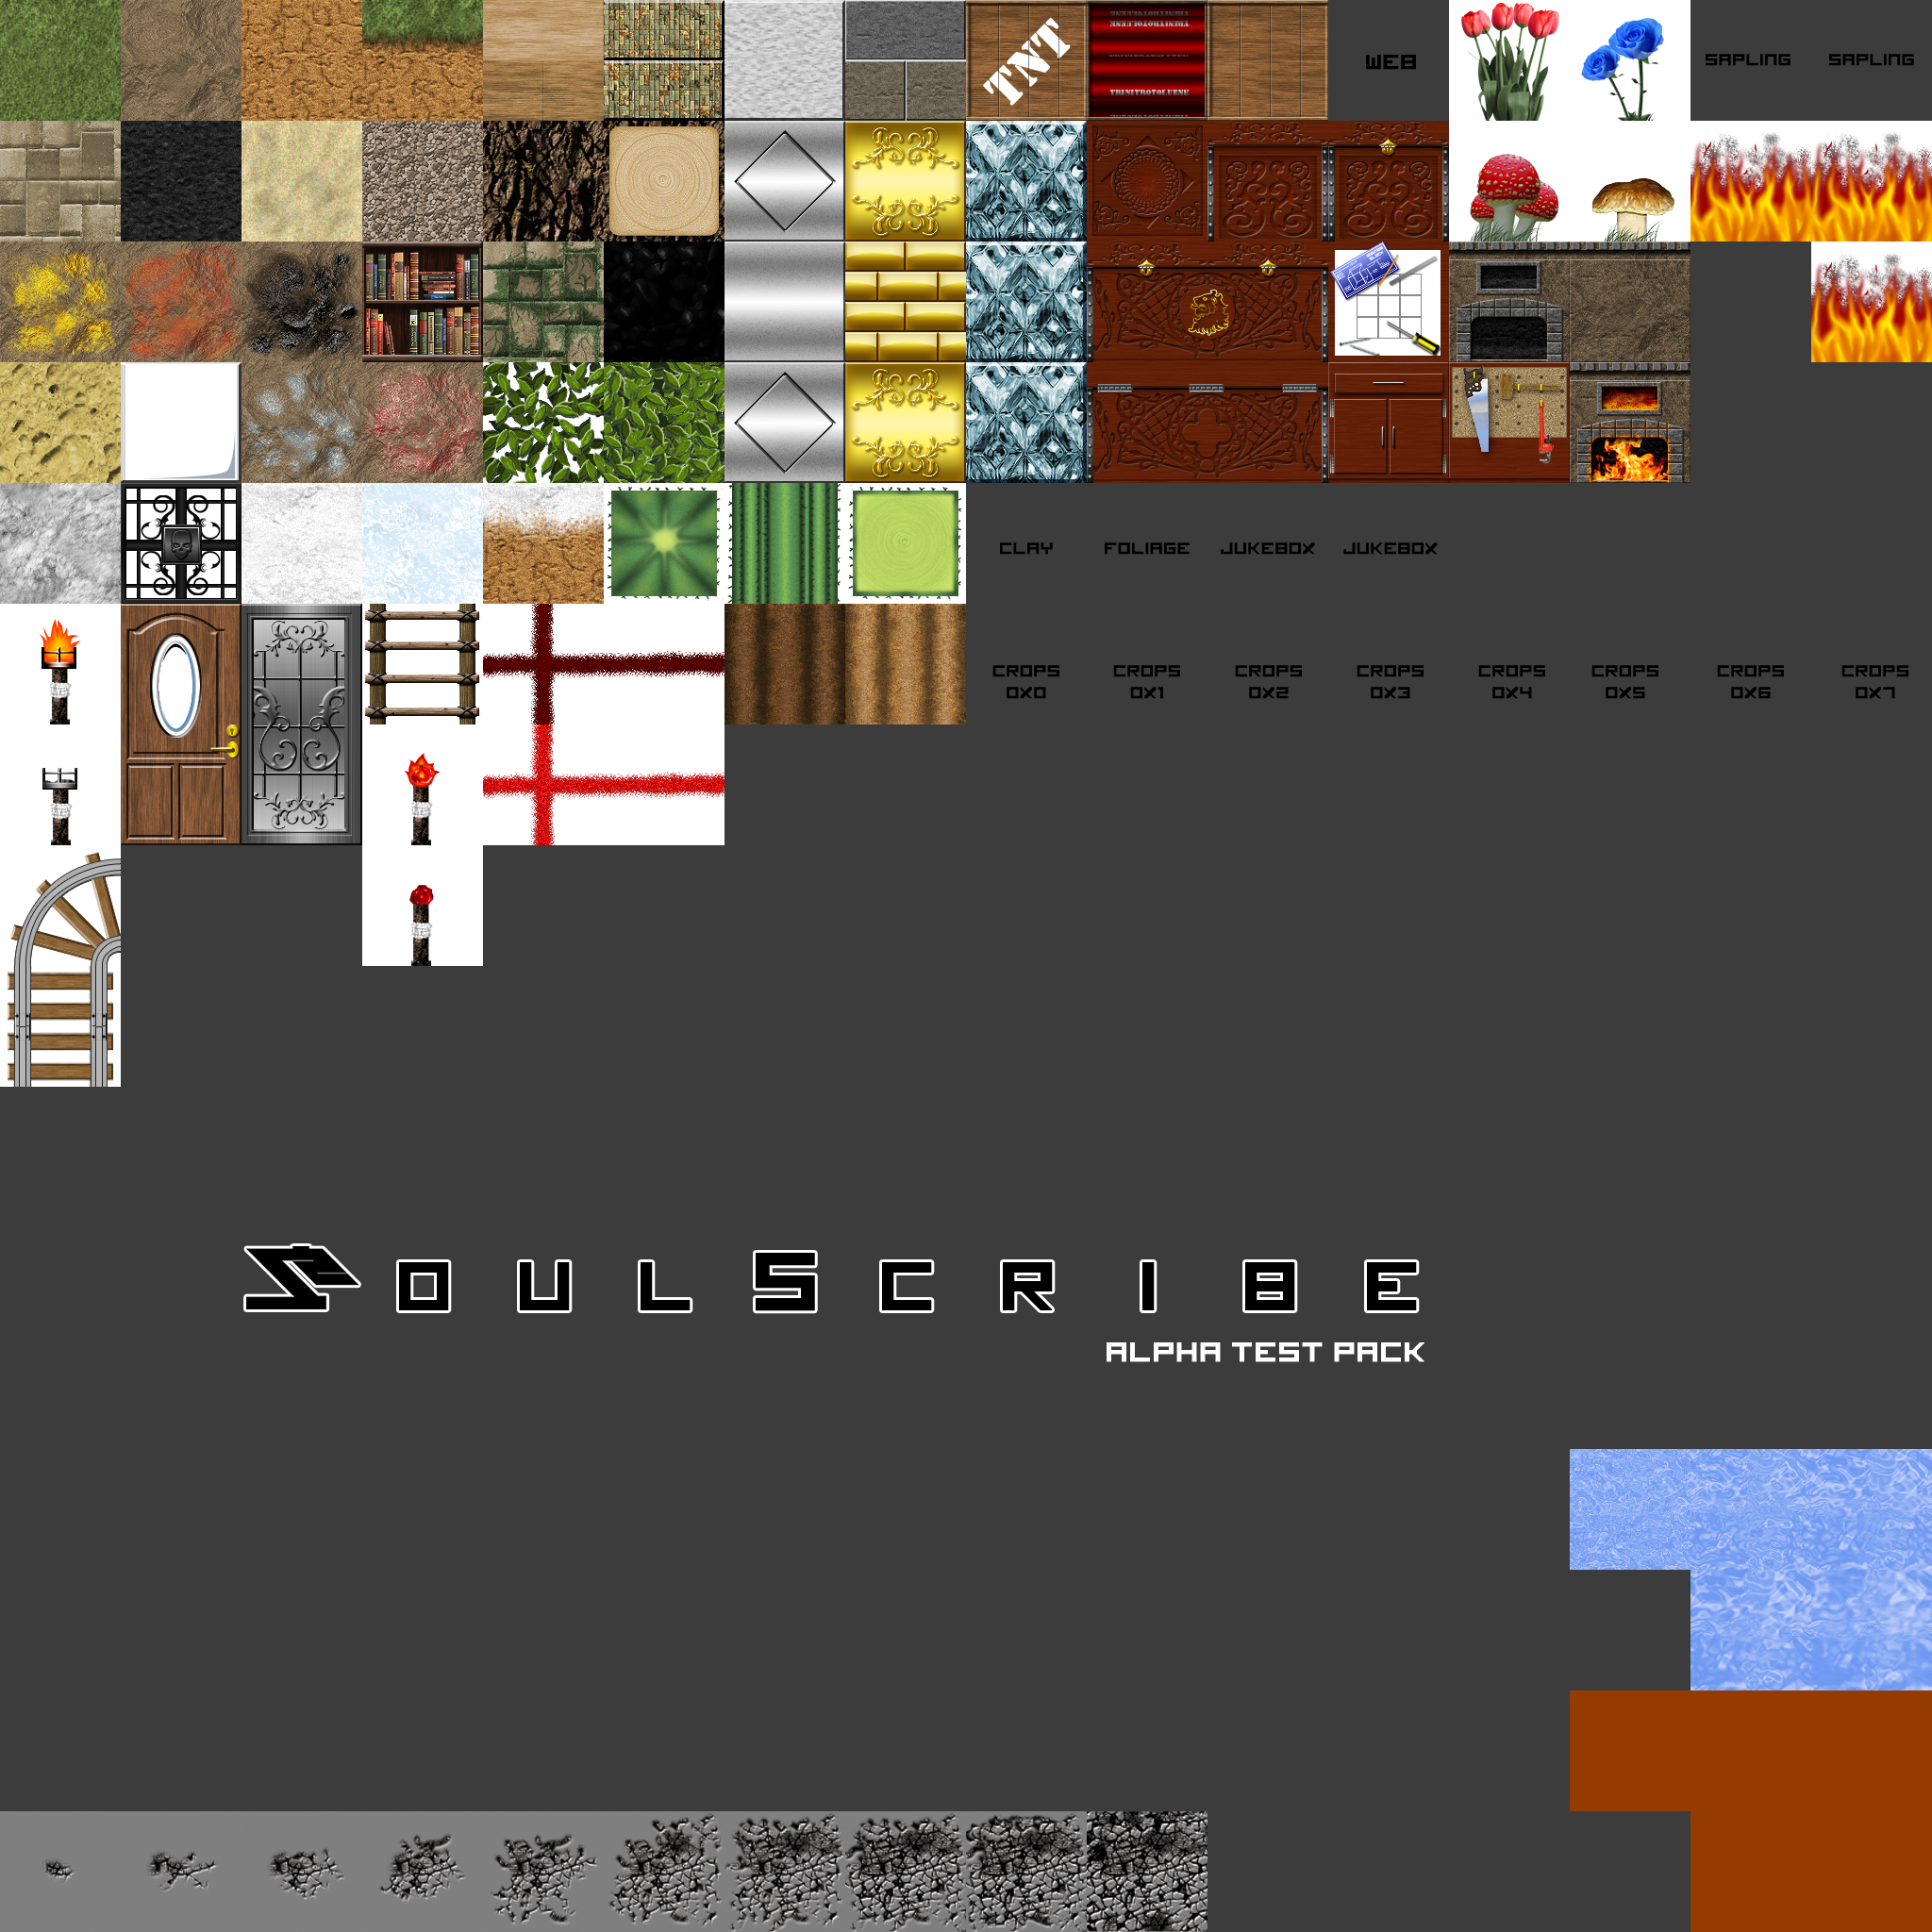 TNT
TRINITROTOLUENE
WEB
SAPLING
SAPLING
CLAY
FOLIAGE
JUKEBOX
JUKEBOX
CROPS
0X0
CROPS
0X1
CROPS
0X2
CROPS
0X3
CROPS
0X4
CROPS
0X5
CROPS
0X6
CROPS
0X7
SOULSCRIBE
ALPHA TEST PACK